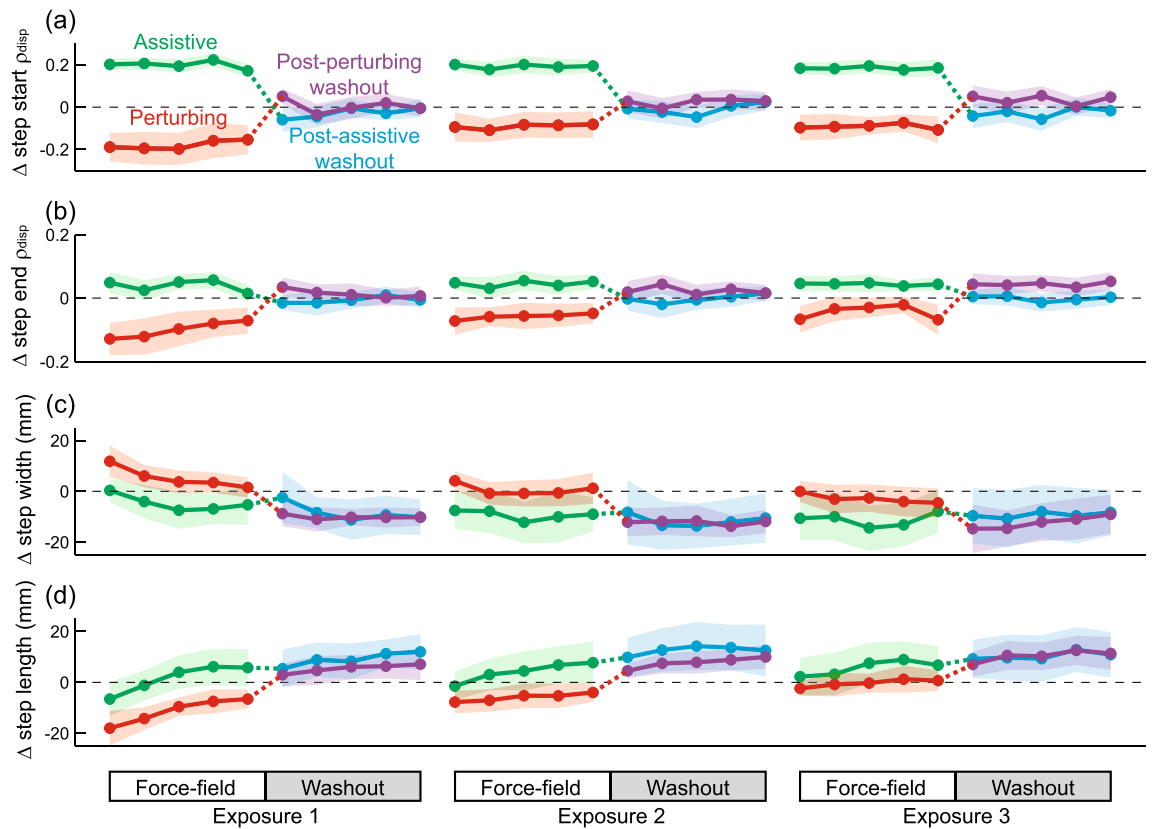 (a)
Δ step start ρdisp
0.2
0
-0.2
Assistive
Perturbing
Post-perturbing
washout
Post-assistive
washout
(b)
Δ step end ρdisp
0.2
0
-0.2
(c)
Δ step width (mm)
20
0
-20
(d)
Δ step length (mm)
20
0
-20
Force-field Washout Force-field Washout Force-field Washout
Exposure 1 Exposure 2 Exposure 3